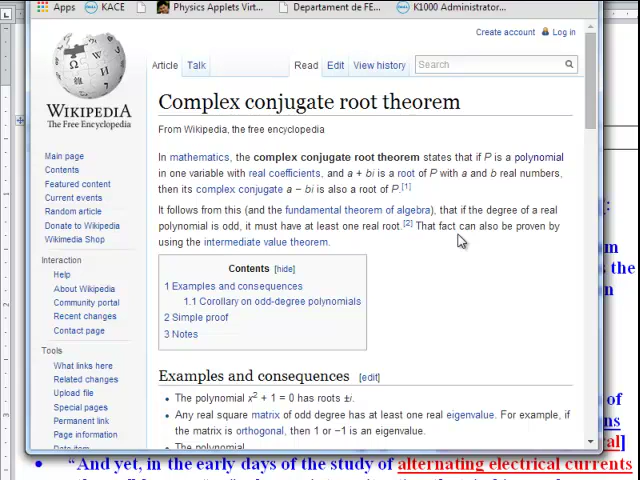 Apps KACE Physics Applets Virt... Departament de FE... K1000 Administrator...
Create account Log in
Article Talk Read Edit View history Search
WIKIPEDIA
The Free Encyclopedia
Complex conjugate root theorem
From Wikipedia, the free encyclopedia
Main page
Contents
Featured content
Current events
Random article
Donate to Wikipedia
Wikimedia Shop
Interaction
Help
About Wikipedia
Community portal
Recent changes
Contact page
Tools
What links here
Related changes
Upload file
Special pages
Permanent link
Page information
In mathematics, the complex conjugate root theorem states that if P is a polynomial
in one variable with real coefficients, and a + bi is a root of P with a and b real numbers,
then its complex conjugate a − bi is also a root of P.[1]
It follows from this (and the fundamental theorem of algebra), that if the degree of a real
polynomial is odd, it must have at least one real root.[2] That fact can also be proven by
using the intermediate value theorem.
Contents [hide]
1 Examples and consequences
1.1 Corollary on odd-degree polynomials
2 Simple proof
3 Notes
Examples and consequences [edit]
• The polynomial x² + 1 = 0 has roots ±i.
• Any real square matrix of odd degree has at least one real eigenvalue. For example, if
the matrix is orthogonal, then 1 or −1 is an eigenvalue.
• The polynomial
• "And yet, in the early days of the study of alternating electrical currents